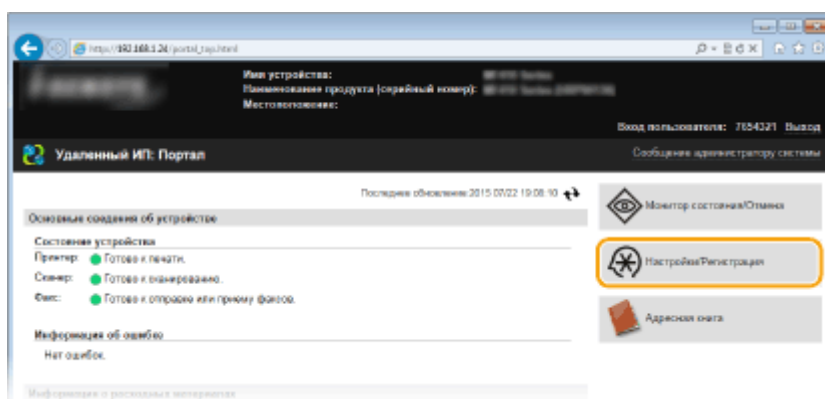 http://192.168.1.24/portal_top.html
Имя устройства:
Наименование продукта (серийный номер):
Местоположение:
Вход пользователя: 7654321 Выход
Удаленный ИП: Портал
Сообщение администратору системы
Последнее обновление: 2015 07/22 19:08:10
Основные сведения об устройстве
Состояние устройства
Принтер: Готово к печати.
Сканер: Готово к сканированию.
Факс: Готово к отправке или приему факсов.
Информация об ошибке
Нет ошибок.
Информация о расходных материалах
Монитор состояния/Отмена
Настройки/Регистрация
Адресная книга